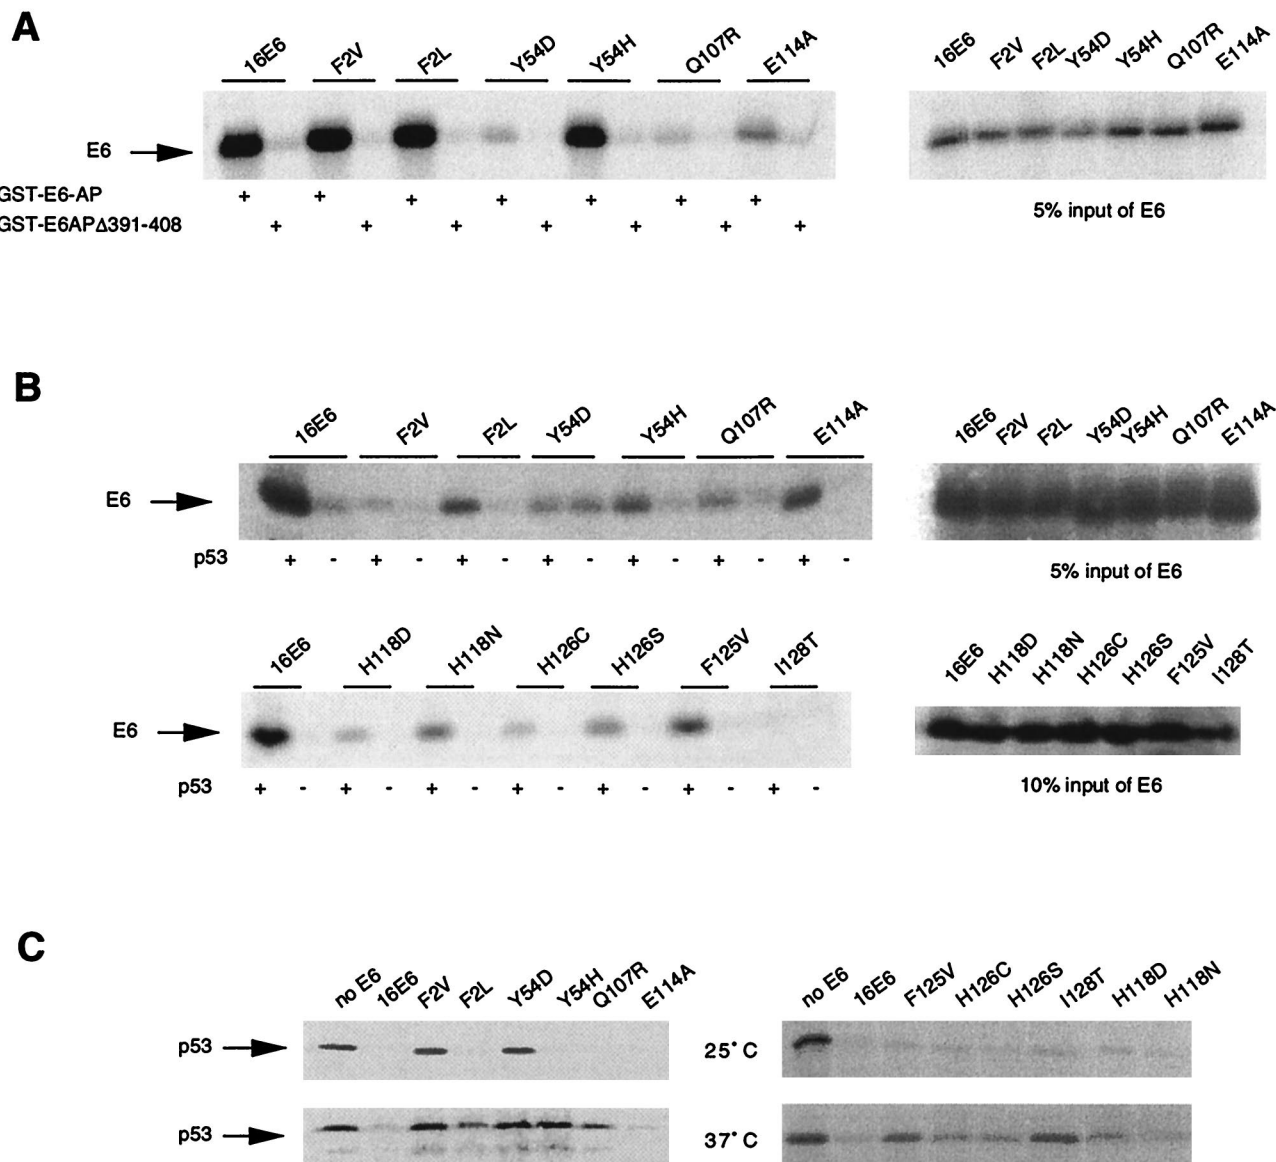 A
16E6 F2V F2L Y54D Y54H Q107R E114A
16E6 F2V F2L Y54D Y54H Q107R E114A
E6
GST-E6-AP + + + + + + +
GST-E6APΔ391-408 + + + + + + +
5% input of E6
B
16E6 F2V F2L Y54D Y54H Q107R E114A
16E6 F2V F2L Y54D Y54H Q107R E114A
E6
p53 + - + - + - + - + - + - + -
5% input of E6
16E6 H118D H118N H126C H126S F125V I128T
16E6 H118D H118N H126C H126S F125V I128T
E6
p53 + - + - + - + - + - + - + -
10% input of E6
C
no E6 16E6 F2V F2L Y54D Y54H Q107R E114A
no E6 16E6 F125V H126C H126S I128T H118D H118N
p53
25° C
p53
37° C